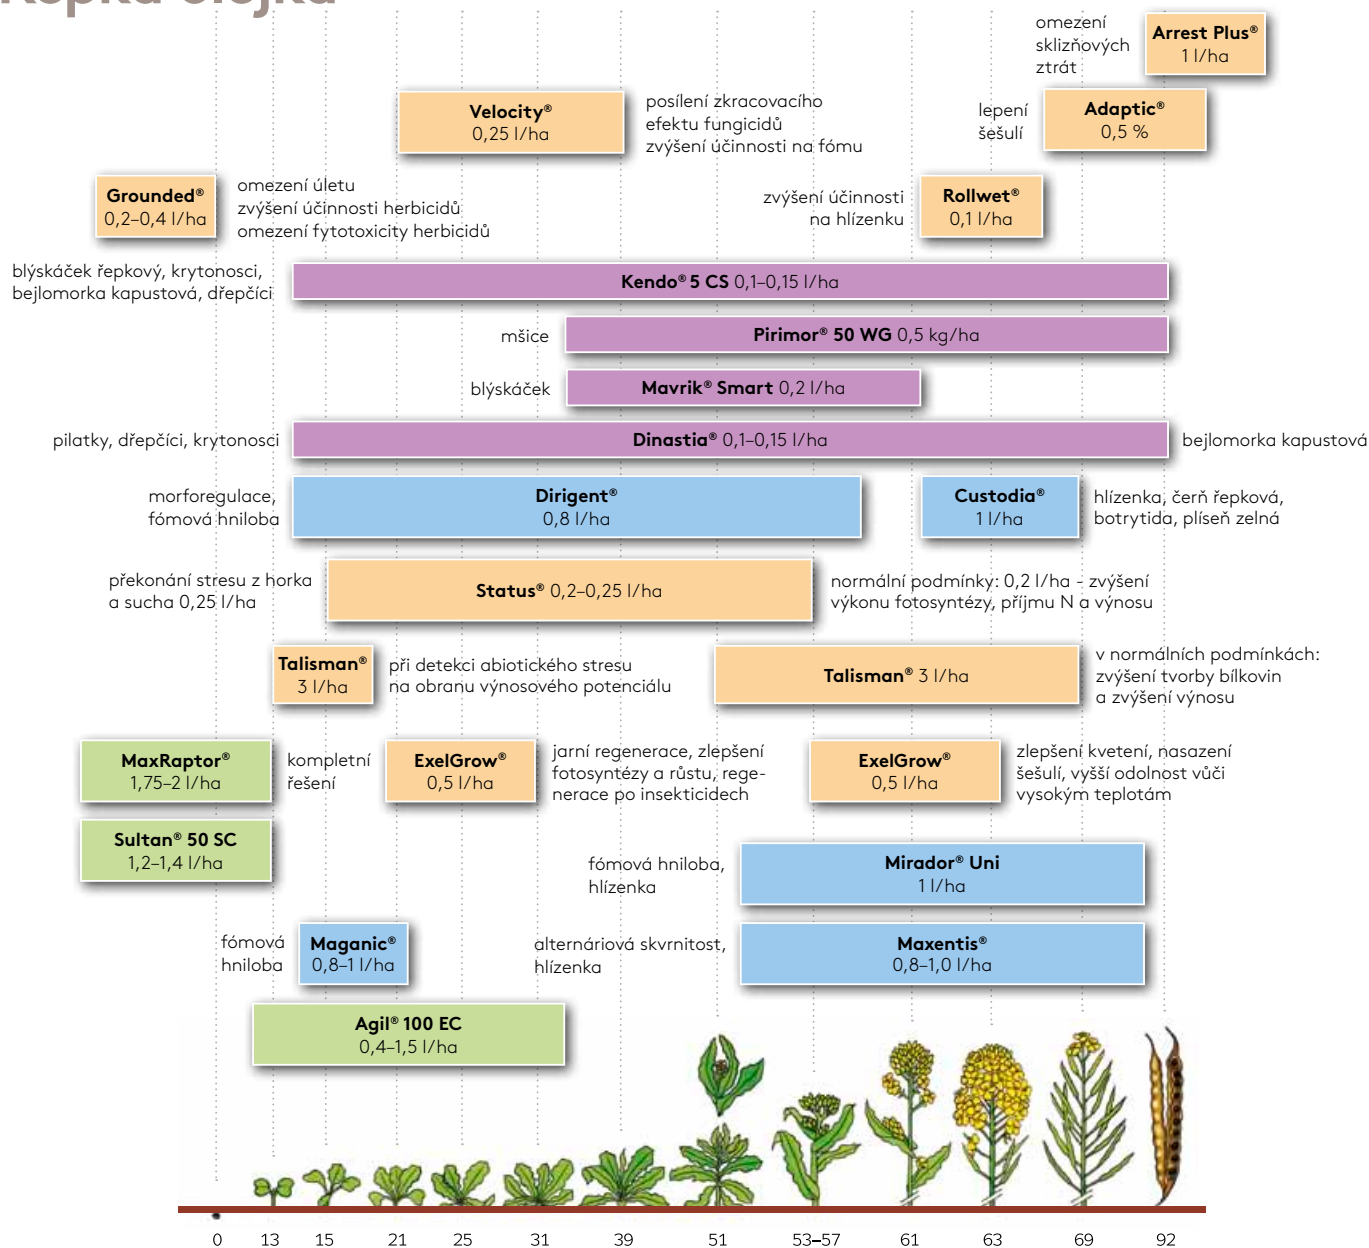 Řepka olejka
omezení
sklizňových
ztrát
Arrest Plus®
1 l/ha
Velocity®
0,25 l/ha
posílení zkracovacího
efektu fungicidů
zvýšení účinnosti na fómu
lepení
šešulí
Adaptic®
0,5 %
Grounded®
0,2–0,4 l/ha
omezení úletu
zvýšení účinnosti herbicidů
omezení fytotoxicity herbicidů
zvýšení účinnosti
na hlízenku
Rollwet®
0,1 l/ha
blýskáček řepkový, krytonosci,
bejlomorka kapustová, dřepčíci
Kendo® 5 CS 0,1–0,15 l/ha
mšice
Pirimor® 50 WG 0,5 kg/ha
blýskáček
Mavrik® Smart 0,2 l/ha
pilatky, dřepčíci, krytonosci
Dinastia® 0,1–0,15 l/ha
bejlomorka kapustová
morforegulace,
fómová hniloba
Dirigent®
0,8 l/ha
Custodia®
1 l/ha
hlízenka, čerň řepková,
botrytida, plíseň zelná
překonání stresu z horka
a sucha 0,25 l/ha
Status® 0,2–0,25 l/ha
normální podmínky: 0,2 l/ha - zvýšení
výkonu fotosyntézy, příjmu N a výnosu
Talisman®
3 l/ha
při detekci abiotického stresu
na obranu výnosového potenciálu
Talisman® 3 l/ha
v normálních podmínkách:
zvýšení tvorby bílkovin
a zvýšení výnosu
MaxRaptor®
1,75–2 l/ha
kompletní
řešení
ExelGrow®
0,5 l/ha
jarní regenerace, zlepšení
fotosyntézy a růstu, rege-
nerace po insekticidech
ExelGrow®
0,5 l/ha
zlepšení kvetení, nasazení
šešulí, vyšší odolnost vůči
vysokým teplotám
Sultan® 50 SC
1,2–1,4 l/ha
fómová hniloba,
hlízenka
Mirador® Uni
1 l/ha
fómová
hniloba
Maganic®
0,8–1 l/ha
alternáriová skvrnitost,
hlízenka
Maxentis®
0,8–1,0 l/ha
Agil® 100 EC
0,4–1,5 l/ha
0 13 15 21 25 31 39 51 53–57 61 63 69 92